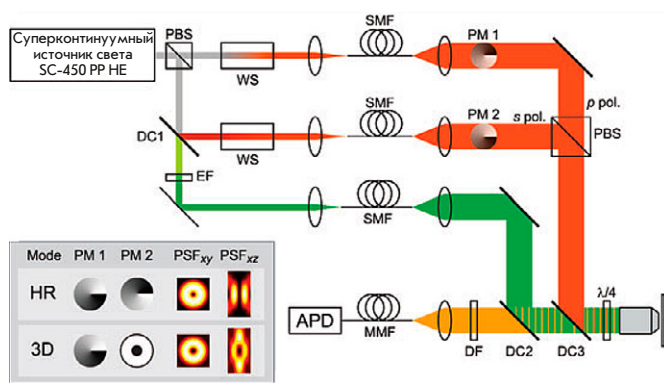 Суперконтинуумный
источник света
SC-450 PP HE
PBS
WS
SMF
PM 1
p pol.
DC1
WS
SMF
PM 2
s pol.
PBS
EF
SMF
Mode PM 1 PM 2 PSFxy PSFxz
HR
3D
APD
MMF
DF
DC2
DC3
λ/4